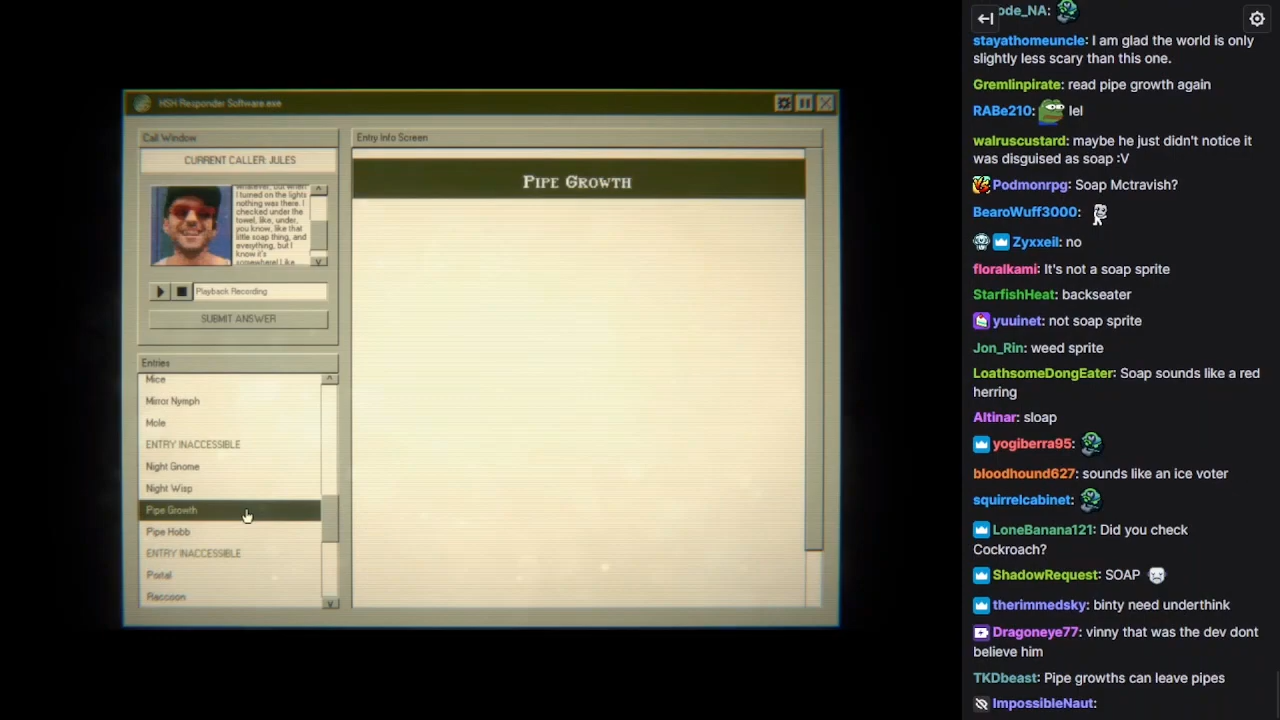 HSH Responder Software.exe
Call Window
CURRENT CALLER: JULES
whatever, but when
I turned on the lights
nothing was there. I
checked under the
towel, like, under,
you know, like that
little soap thing, and
everything, but I
know it's
somewhere! Like
Playback Recording
SUBMIT ANSWER
Entries
Mice
Mirror Nymph
Mole
ENTRY INACCESSIBLE
Night Gnome
Night Wisp
Pipe Growth
Pipe Hobb
ENTRY INACCESSIBLE
Portal
Raccoon
Entry Info Screen
Pipe Growth
ode_NA:
stayathomeuncle: I am glad the world is only
slightly less scary than this one.
Gremlinpirate: read pipe growth again
RABe210: lel
walruscustard: maybe he just didn't notice it
was disguised as soap :V
Podmonrpg: Soap Mctravish?
BearoWuff3000:
Zyxxeil: no
floralkami: It's not a soap sprite
StarfishHeat: backseater
yuuinet: not soap sprite
Jon_Rin: weed sprite
LoathsomeDongEater: Soap sounds like a red
herring
Altinar: sloap
yogiberra95:
bloodhound627: sounds like an ice voter
squirrelcabinet:
LoneBanana121: Did you check
Cockroach?
ShadowRequest: SOAP
therimmedsky: binty need underthink
Dragoneye77: vinny that was the dev dont
believe him
TKDbeast: Pipe growths can leave pipes
ImpossibleNaut: